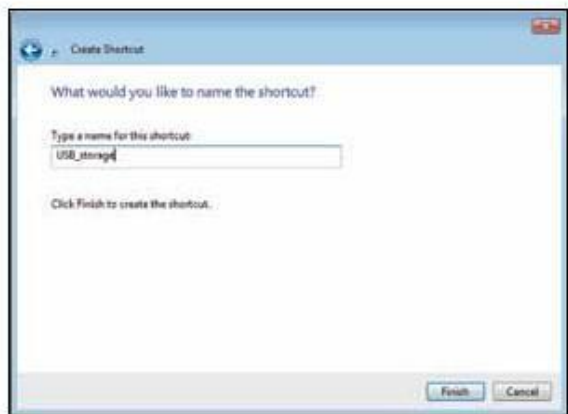 Create Shortcut
What would you like to name the shortcut?
Type a name for this shortcut:
USB_storage
Click Finish to create the shortcut.
Finish Cancel